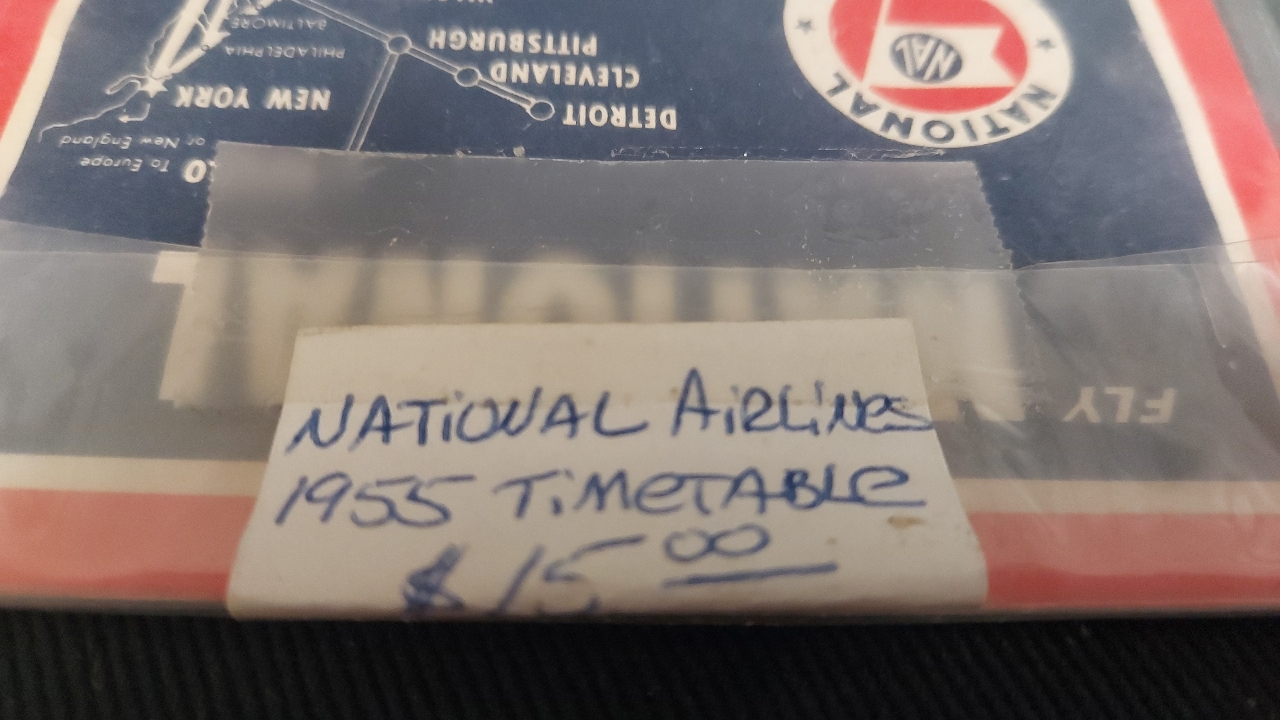 NATIONAL AiRLiNes
1955 TiMeTABLe
$15 00
FLY
NATIONAL
NAL
DETROIT
CLEVELAND
PITTSBURGH
NEW YORK
PHILADELPHIA
BALTIMORE
To Europe
or New England